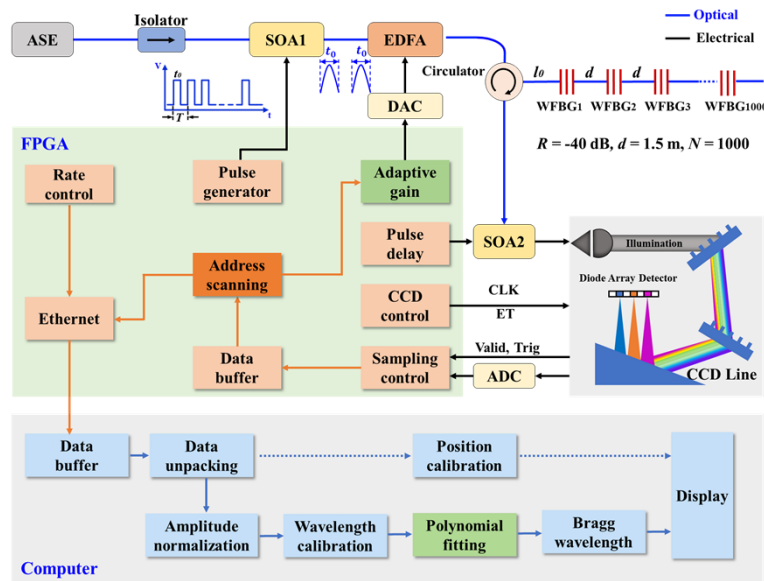 Optical
Electrical
ASE
Isolator
SOA1
EDFA
t₀
t₀
Circulator
l₀
d
d
WFBG1
WFBG2
WFBG3
WFBG1000
V
t₀
T
t
DAC
R = -40 dB, d = 1.5 m, N = 1000
FPGA
Rate
control
Pulse
generator
Adaptive
gain
Pulse
delay
SOA2
Illumination
Address
scanning
Diode Array Detector
Ethernet
CCD
control
CLK
ET
Data
buffer
Sampling
control
Valid, Trig
ADC
CCD Line
Data
buffer
Data
unpacking
Position
calibration
Display
Amplitude
normalization
Wavelength
calibration
Polynomial
fitting
Bragg
wavelength
Computer